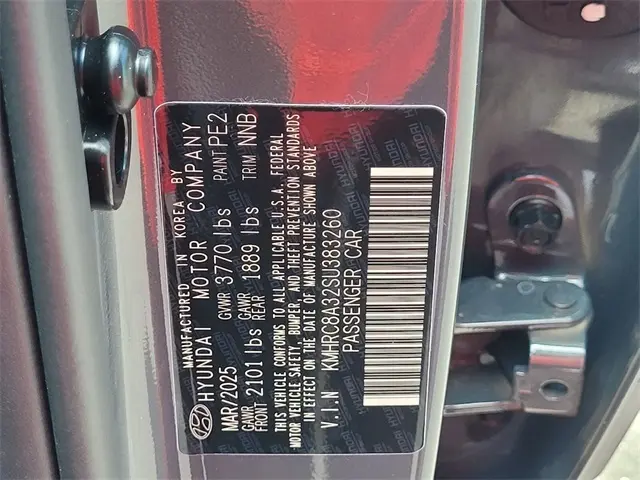 MANUFACTURED IN KOREA BY
HYUNDAI MOTOR COMPANY
MAR/2025 GVWR 3770 lbs PAINT PE2
GAWR FRONT 2101 lbs GAWR REAR 1889 lbs TRIM NNB
THIS VEHICLE CONFORMS TO ALL APPLICABLE U.S.A. FEDERAL
MOTOR VEHICLE SAFETY, BUMPER, AND THEFT PREVENTION STANDARDS
IN EFFECT ON THE DATE OF MANUFACTURE SHOWN ABOVE
V.I.N KMHRC8A32SU383260
PASSENGER CAR